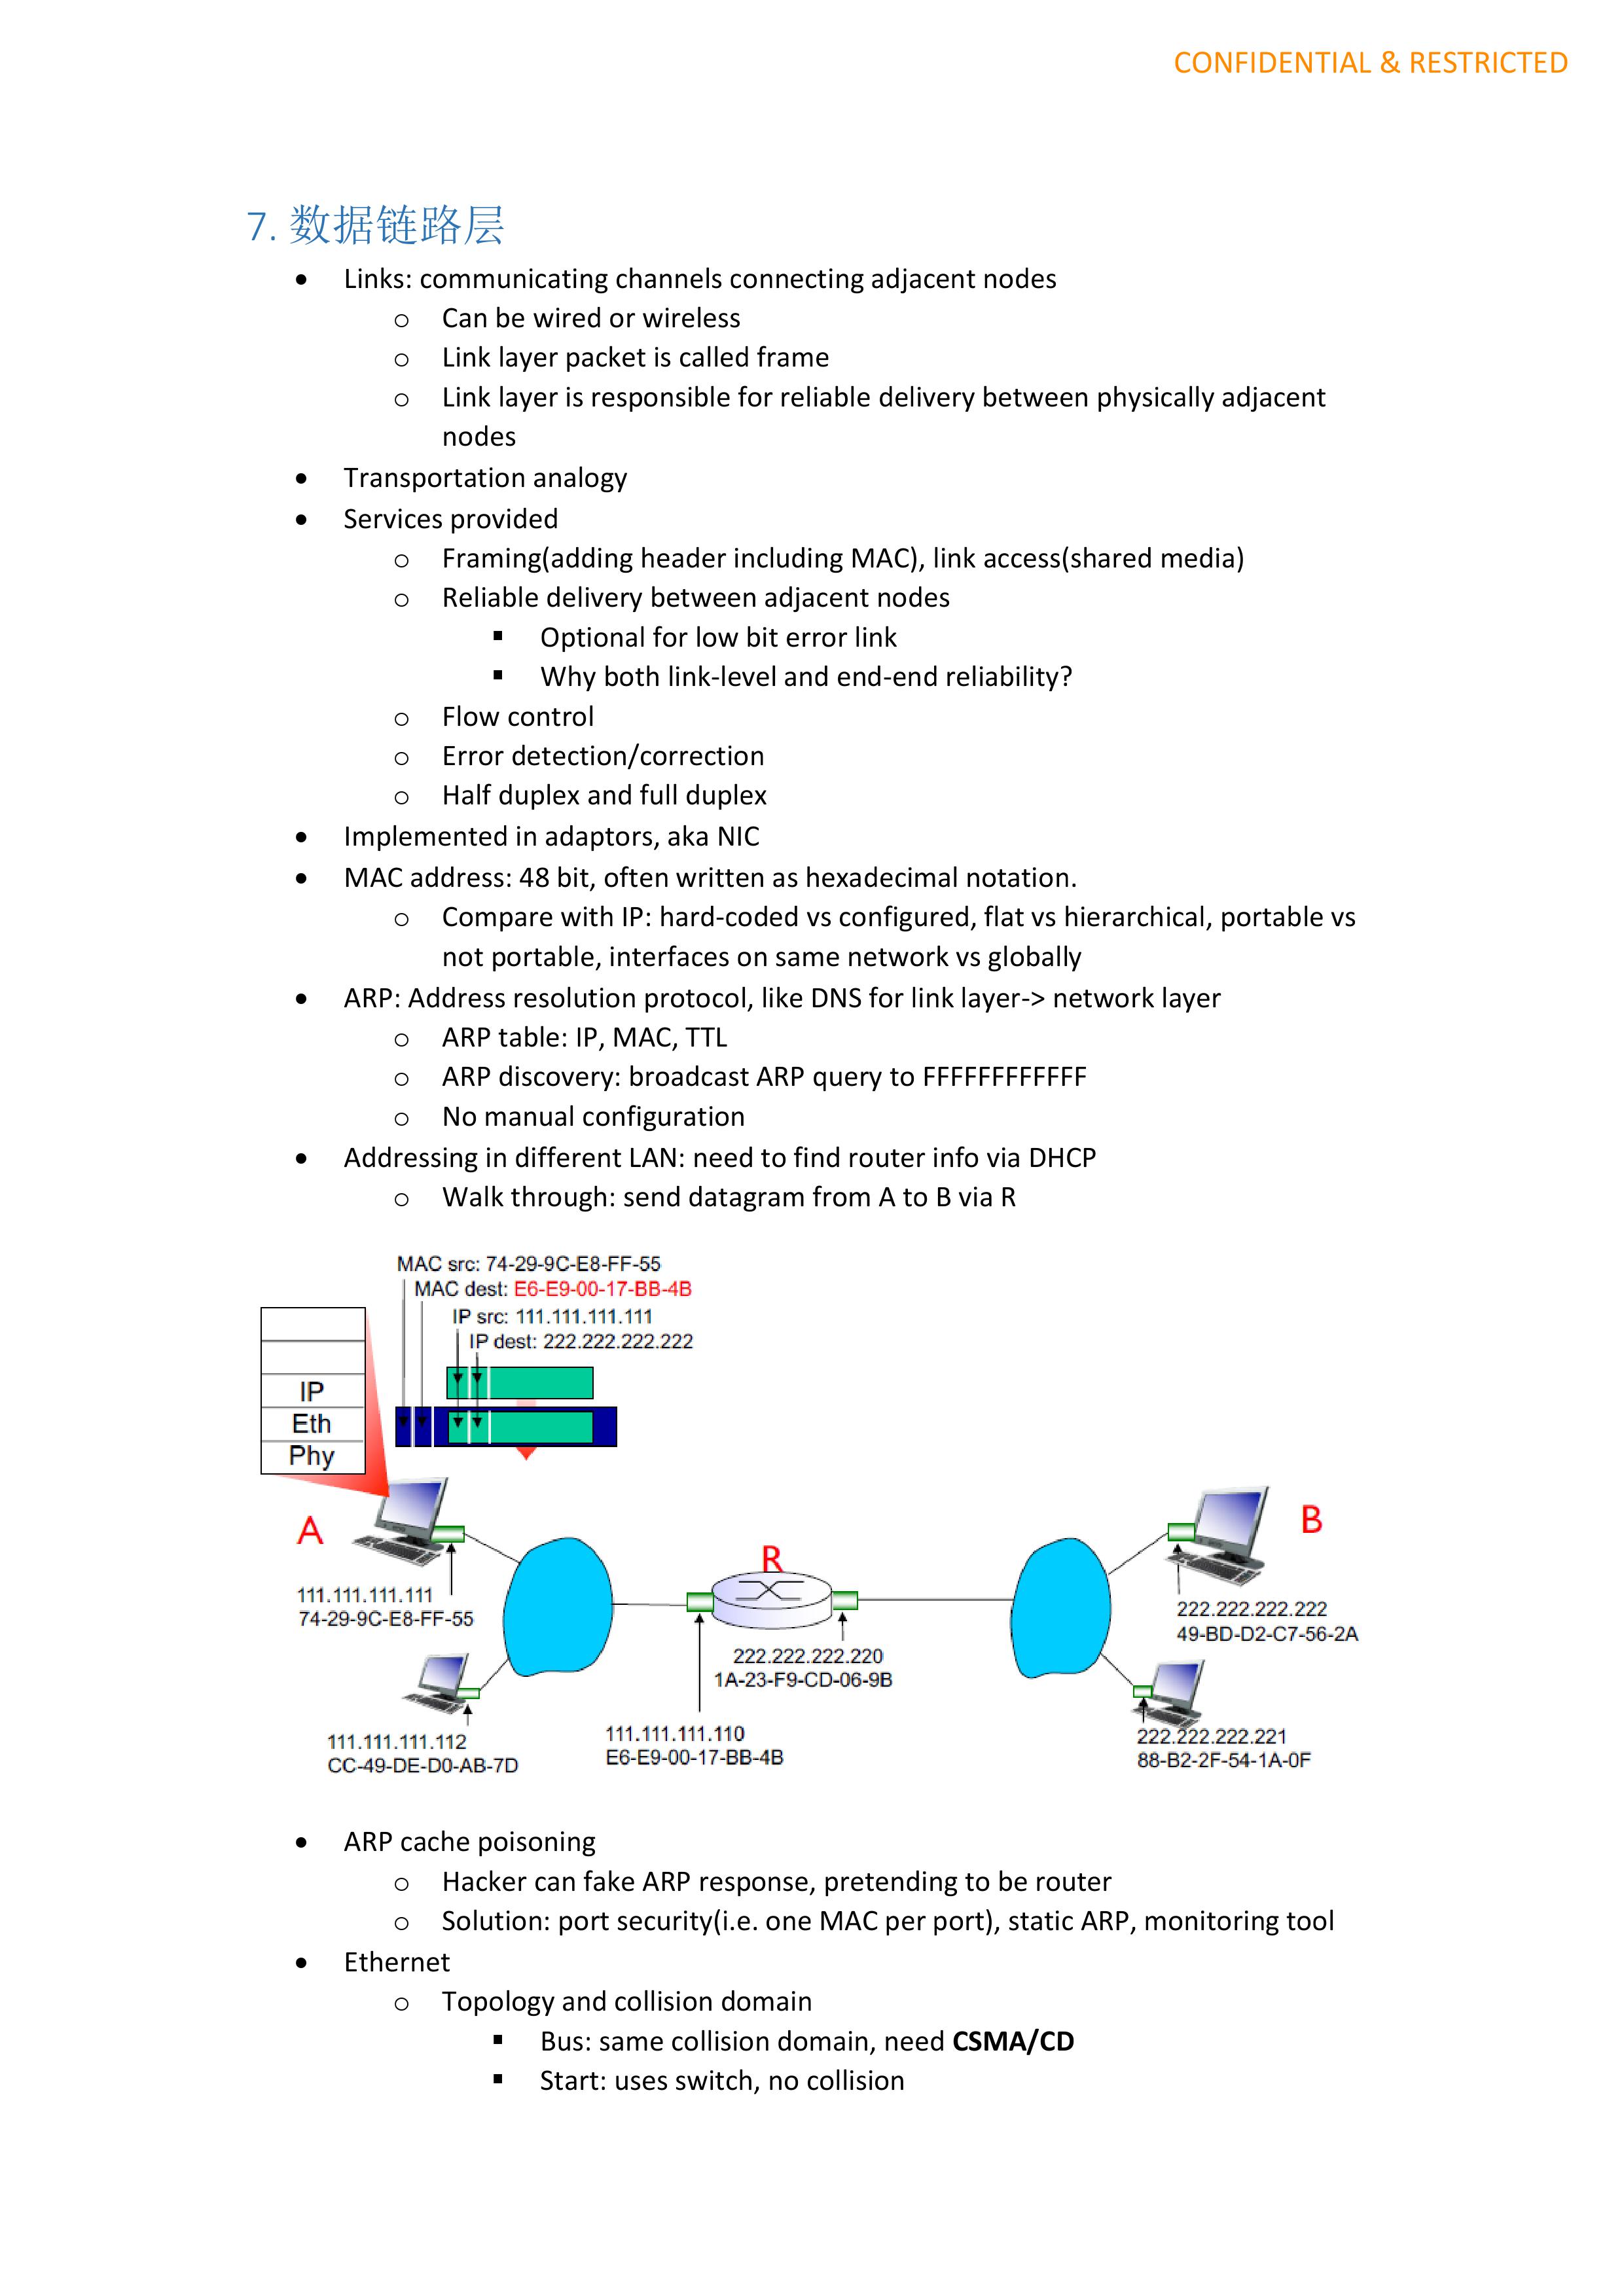 CONFIDENTIAL & RESTRICTED
7. 数据链路层
• Links: communicating channels connecting adjacent nodes
o Can be wired or wireless
o Link layer packet is called frame
o Link layer is responsible for reliable delivery between physically adjacent
nodes
• Transportation analogy
• Services provided
o Framing(adding header including MAC), link access(shared media)
o Reliable delivery between adjacent nodes
▪ Optional for low bit error link
▪ Why both link-level and end-end reliability?
o Flow control
o Error detection/correction
o Half duplex and full duplex
• Implemented in adaptors, aka NIC
• MAC address: 48 bit, often written as hexadecimal notation.
o Compare with IP: hard-coded vs configured, flat vs hierarchical, portable vs
not portable, interfaces on same network vs globally
• ARP: Address resolution protocol, like DNS for link layer-> network layer
o ARP table: IP, MAC, TTL
o ARP discovery: broadcast ARP query to FFFFFFFFFFFF
o No manual configuration
• Addressing in different LAN: need to find router info via DHCP
o Walk through: send datagram from A to B via R
MAC src: 74-29-9C-E8-FF-55
MAC dest: E6-E9-00-17-BB-4B
IP src: 111.111.111.111
IP dest: 222.222.222.222
IP
Eth
Phy
A
B
R
111.111.111.111
74-29-9C-E8-FF-55
222.222.222.222
49-BD-D2-C7-56-2A
222.222.222.220
1A-23-F9-CD-06-9B
111.111.111.112
CC-49-DE-D0-AB-7D
111.111.111.110
E6-E9-00-17-BB-4B
222.222.222.221
88-B2-2F-54-1A-0F
• ARP cache poisoning
o Hacker can fake ARP response, pretending to be router
o Solution: port security(i.e. one MAC per port), static ARP, monitoring tool
• Ethernet
o Topology and collision domain
▪ Bus: same collision domain, need CSMA/CD
▪ Start: uses switch, no collision